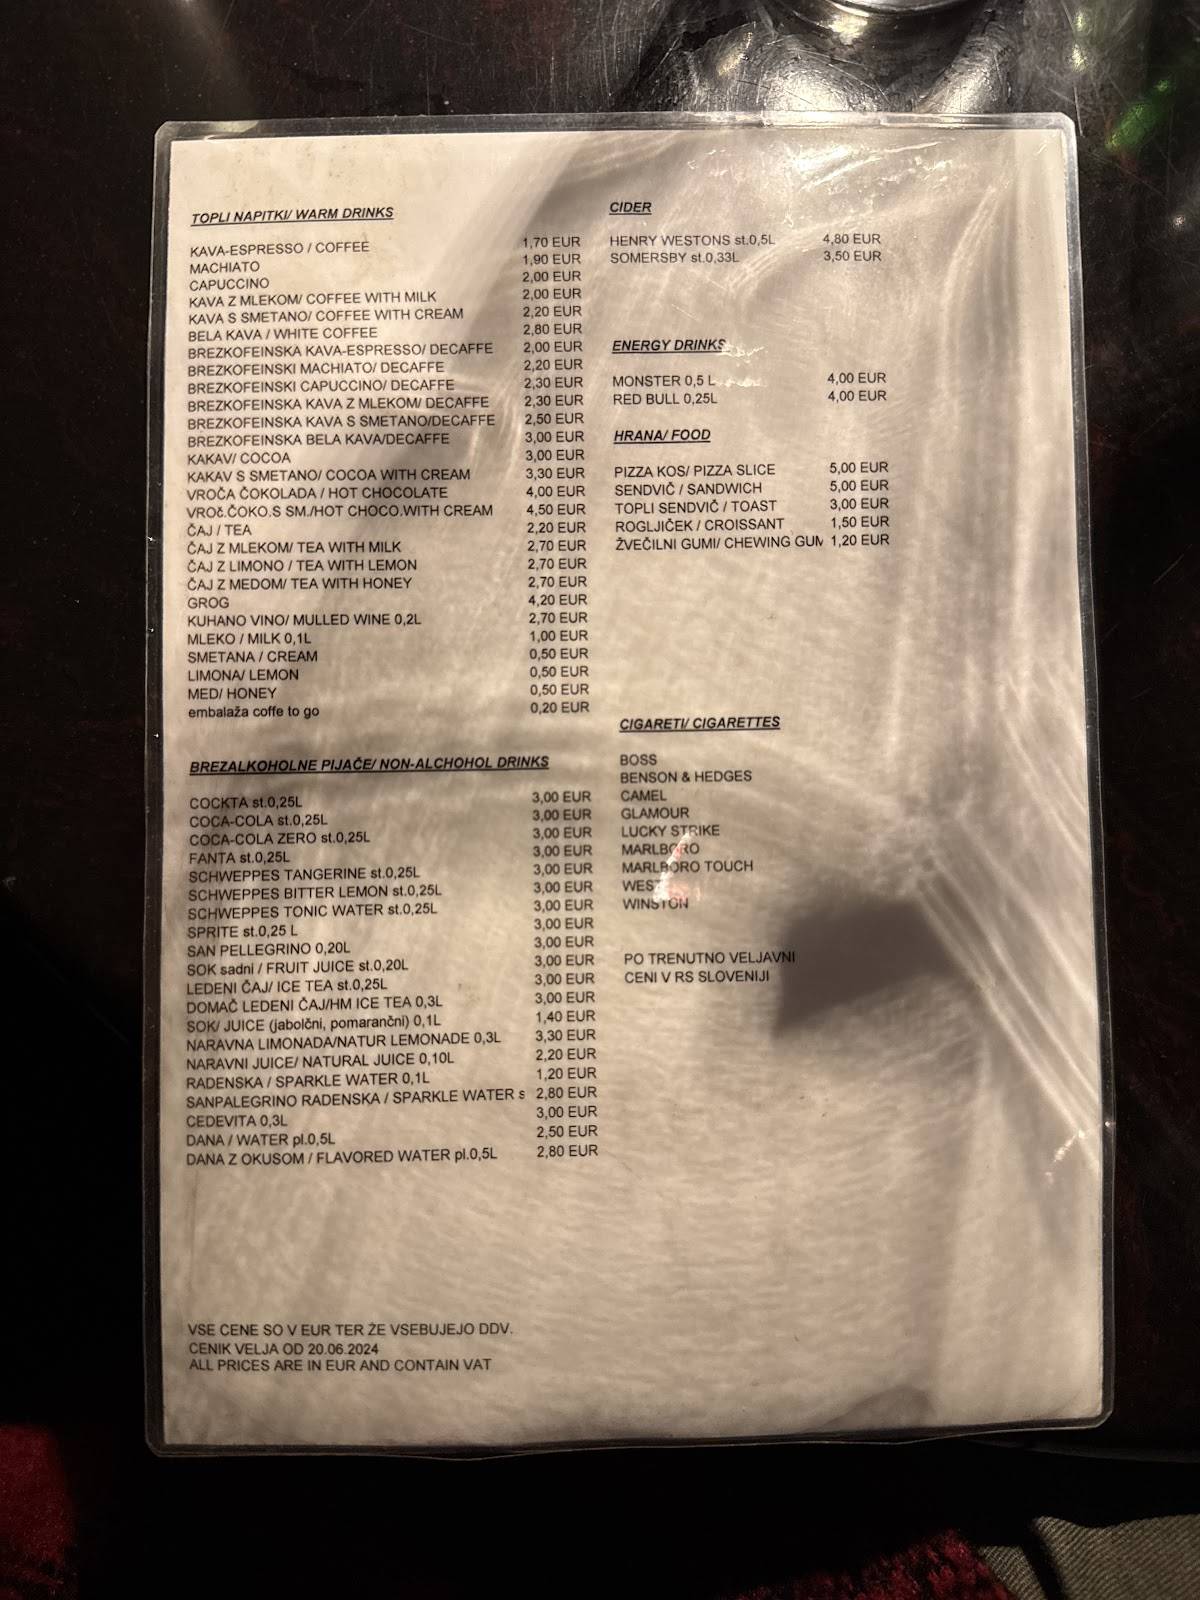 TOPLI NAPITKI/ WARM DRINKS
KAVA-ESPRESSO / COFFEE 1,70 EUR
MACHIATO 1,90 EUR
CAPUCCINO 2,00 EUR
KAVA Z MLEKOM/ COFFEE WITH MILK 2,00 EUR
KAVA S SMETANO/ COFFEE WITH CREAM 2,20 EUR
BELA KAVA / WHITE COFFEE 2,80 EUR
BREZKOFEINSKA KAVA-ESPRESSO/ DECAFFE 2,00 EUR
BREZKOFEINSKI MACHIATO/ DECAFFE 2,20 EUR
BREZKOFEINSKI CAPUCCINO/ DECAFFE 2,30 EUR
BREZKOFEINSKA KAVA Z MLEKOM/ DECAFFE 2,30 EUR
BREZKOFEINSKA KAVA S SMETANO/DECAFFE 2,50 EUR
BREZKOFEINSKA BELA KAVA/DECAFFE 3,00 EUR
KAKAV/ COCOA 3,00 EUR
KAKAV S SMETANO/ COCOA WITH CREAM 3,30 EUR
VROČA ČOKOLADA / HOT CHOCOLATE 4,00 EUR
VROč.ČOKO.S SM./HOT CHOCO.WITH CREAM 4,50 EUR
ČAJ / TEA 2,20 EUR
ČAJ Z MLEKOM/ TEA WITH MILK 2,70 EUR
ČAJ Z LIMONO / TEA WITH LEMON 2,70 EUR
ČAJ Z MEDOM/ TEA WITH HONEY 2,70 EUR
GROG 4,20 EUR
KUHANO VINO/ MULLED WINE 0,2L 2,70 EUR
MLEKO / MILK 0,1L 1,00 EUR
SMETANA / CREAM 0,50 EUR
LIMONA/ LEMON 0,50 EUR
MED/ HONEY 0,50 EUR
embalaža coffe to go 0,20 EUR
BREZALKOHOLNE PIJAČE/ NON-ALCHOHOL DRINKS
COCKTA st.0,25L 3,00 EUR
COCA-COLA st.0,25L 3,00 EUR
COCA-COLA ZERO st.0,25L 3,00 EUR
FANTA st.0,25L 3,00 EUR
SCHWEPPES TANGERINE st.0,25L 3,00 EUR
SCHWEPPES BITTER LEMON st.0,25L 3,00 EUR
SCHWEPPES TONIC WATER st.0,25L 3,00 EUR
SPRITE st.0,25 L 3,00 EUR
SAN PELLEGRINO 0,20L 3,00 EUR
SOK sadni / FRUIT JUICE st.0,20L 3,00 EUR
LEDENI ČAJ/ ICE TEA st.0,25L 3,00 EUR
DOMAČ LEDENI ČAJ/HM ICE TEA 0,3L 3,00 EUR
SOK/ JUICE (jabolčni, pomarančni) 0,1L 1,40 EUR
NARAVNA LIMONADA/NATUR LEMONADE 0,3L 3,30 EUR
NARAVNI JUICE/ NATURAL JUICE 0,10L 2,20 EUR
RADENSKA / SPARKLE WATER 0,1L 1,20 EUR
SANPALEGRINO RADENSKA / SPARKLE WATER s 2,80 EUR
CEDEVITA 0,3L 3,00 EUR
DANA / WATER pl.0,5L 2,50 EUR
DANA Z OKUSOM / FLAVORED WATER pl.0,5L 2,80 EUR
VSE CENE SO V EUR TER ŽE VSEBUJEJO DDV.
CENIK VELJA OD 20.06.2024
ALL PRICES ARE IN EUR AND CONTAIN VAT
CIDER
HENRY WESTONS st.0,5L 4,80 EUR
SOMERSBY st.0,33L 3,50 EUR
ENERGY DRINKS
MONSTER 0,5 L 4,00 EUR
RED BULL 0,25L 4,00 EUR
HRANA/ FOOD
PIZZA KOS/ PIZZA SLICE 5,00 EUR
SENDVIČ / SANDWICH 5,00 EUR
TOPLI SENDVIČ / TOAST 3,00 EUR
ROGLJIČEK / CROISSANT 1,50 EUR
ŽVEČILNI GUMI/ CHEWING GUM 1,20 EUR
CIGARETI/ CIGARETTES
BOSS
BENSON & HEDGES
CAMEL
GLAMOUR
LUCKY STRIKE
MARLBORO
MARLBORO TOUCH
WEST
WINSTON
PO TRENUTNO VELJAVNI
CENI V RS SLOVENIJI